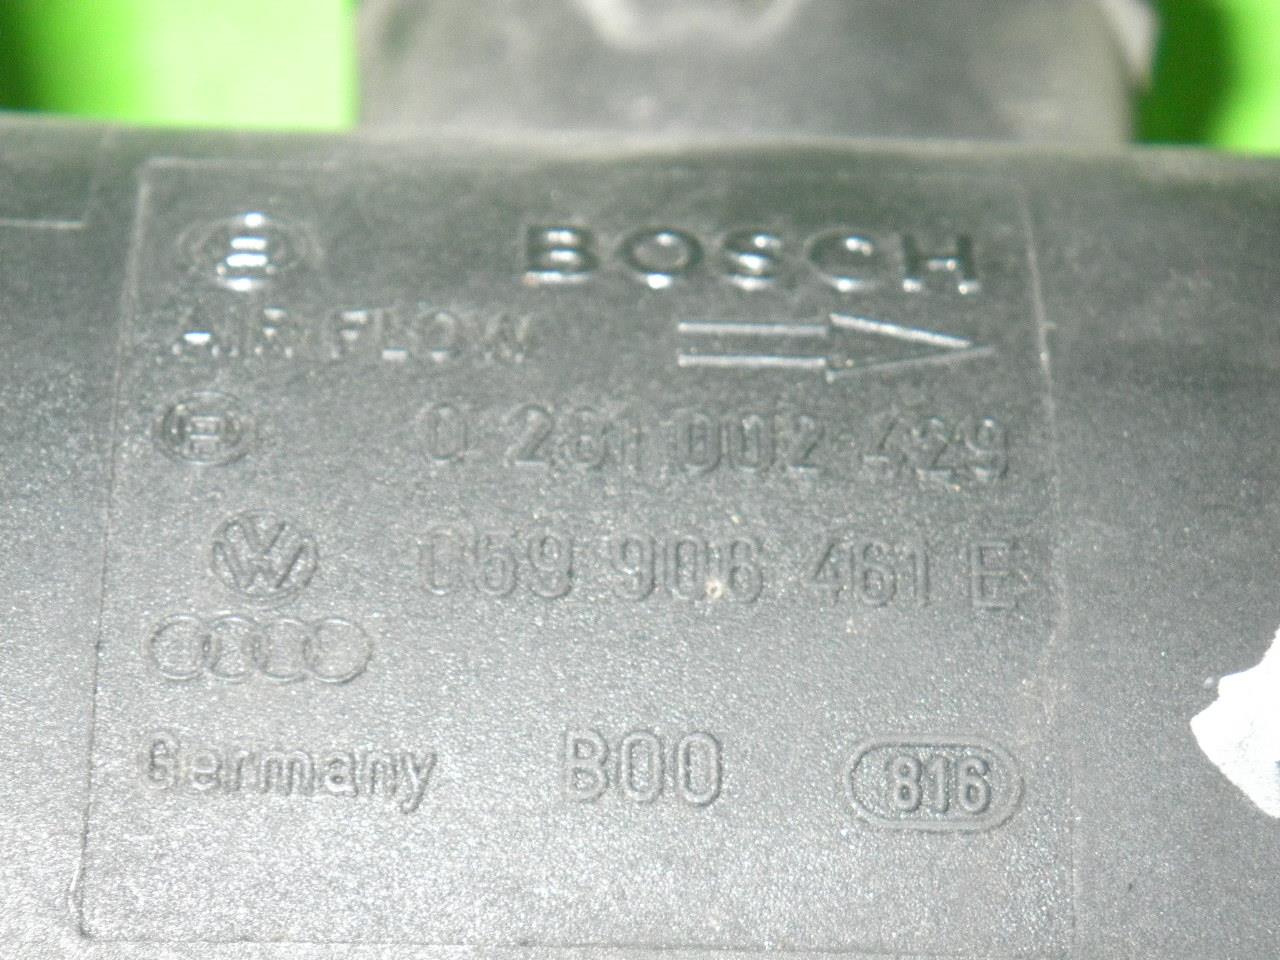 BOSCH
AIR FLOW
0 281 002 429
059 906 461 E
Germany B00 816